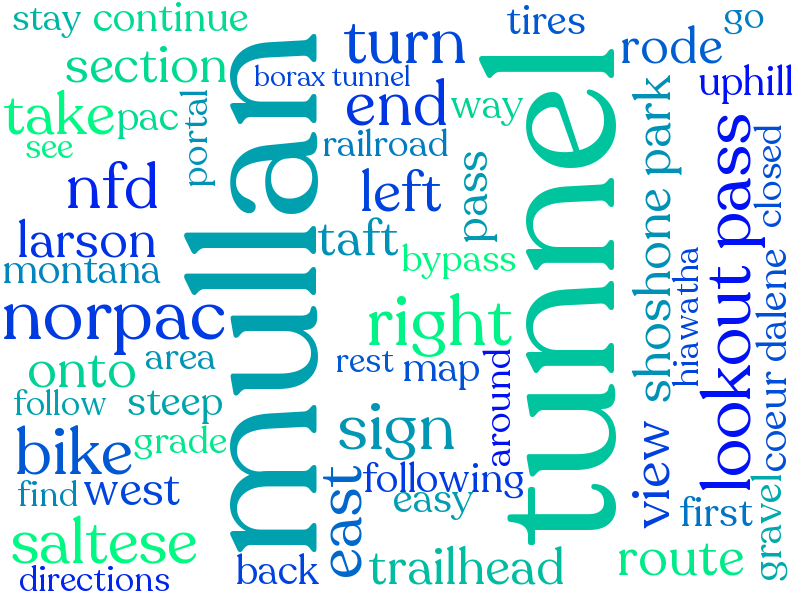 stay continue
tires
go
turn
rode
section
borax tunnel
uphill
take
pac
portal
end
way
see
railroad
park
nfd
left
pass
closed
larson
taft
montana
bypass
mullan
tunnel
shoshone
lookout pass
hiawatha
coeur dalene
norpac
right
onto
area
rest
map
around
follow
steep
sign
bike
grade
find
west
east
following
easy
view
first
gravel
saltese
directions
back
trailhead
route